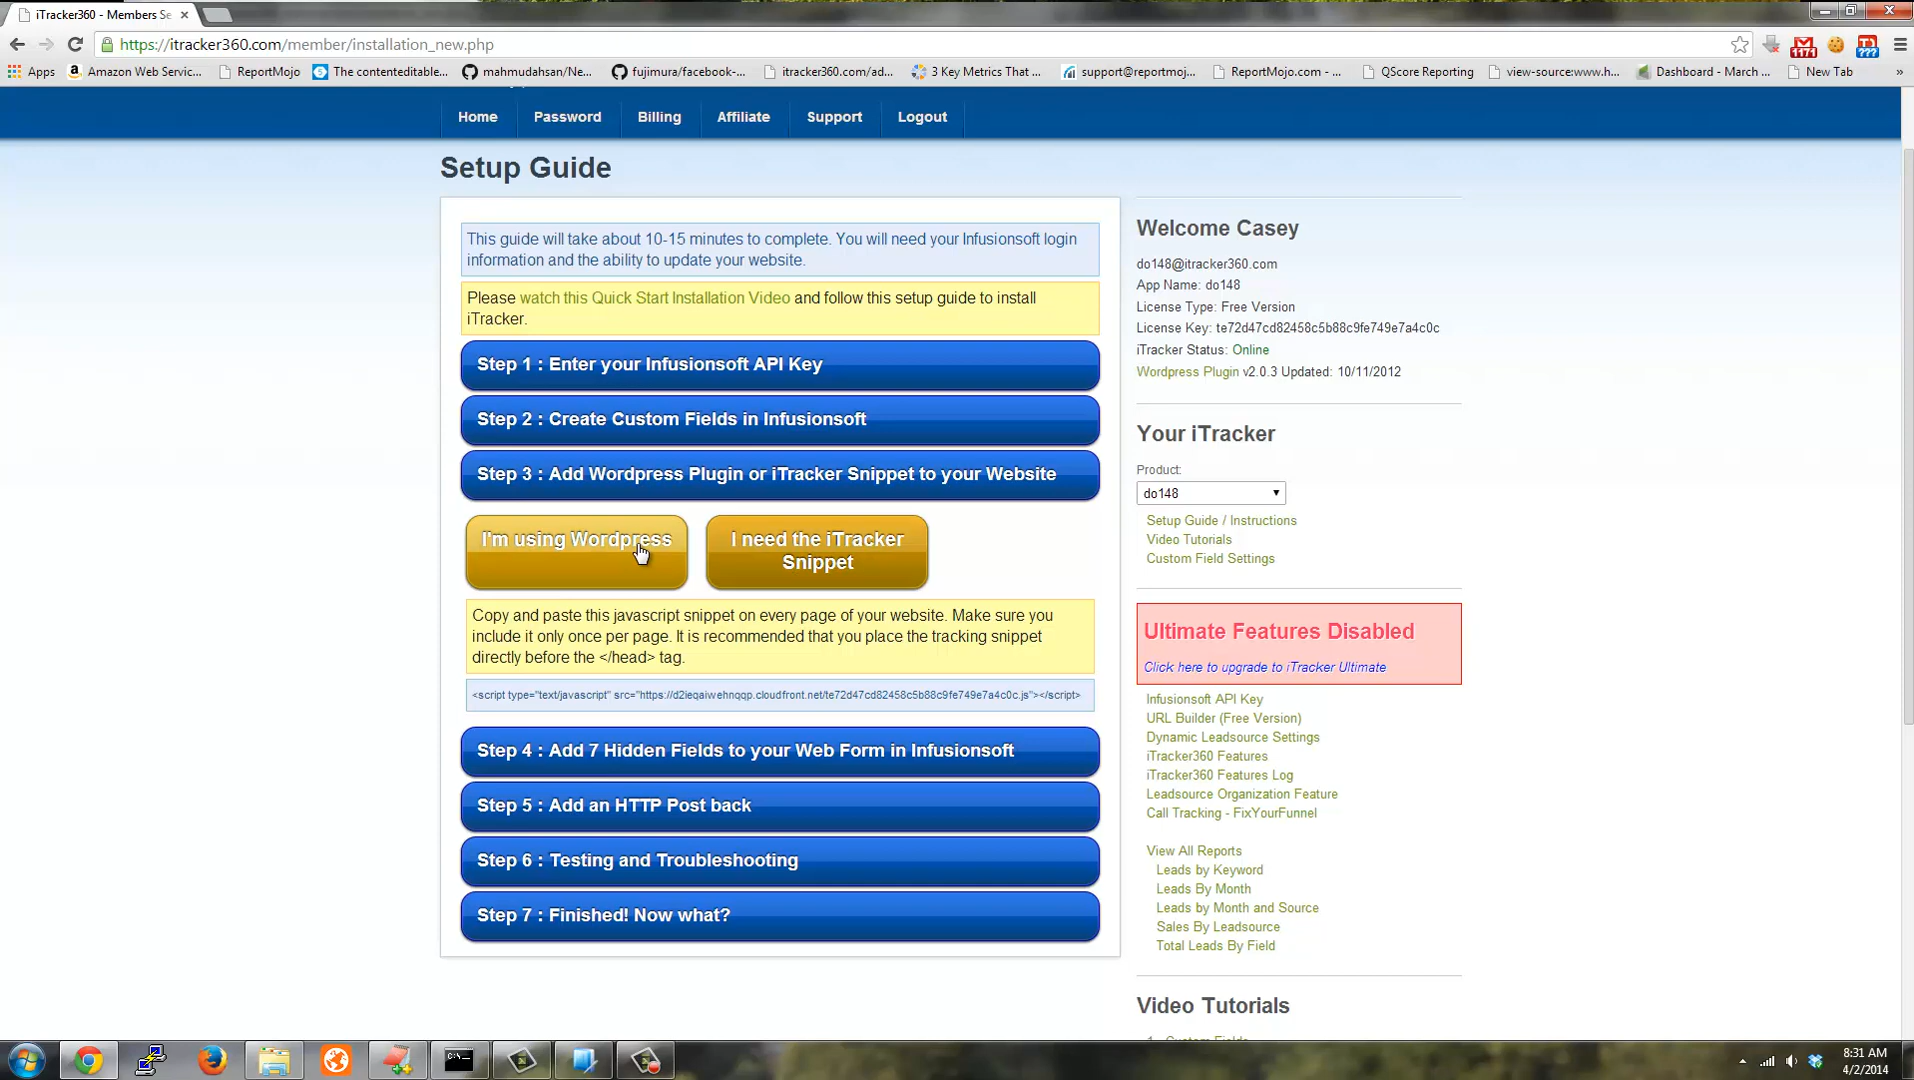 iTracker360 - Members Se
https://itracker360.com/member/installation_new.php
1171
???
Apps
Amazon Web Servic...
ReportMojo
The contenteditable...
mahmudahsan/Ne...
fujimura/facebook-...
itracker360.com/ad...
3 Key Metrics That ...
support@reportmoj...
ReportMojo.com - ...
QScore Reporting
view-source:www.h...
Dashboard - March ...
New Tab
»
Home
Password
Billing
Affiliate
Support
Logout
Setup Guide
This guide will take about 10-15 minutes to complete. You will need your Infusionsoft login
information and the ability to update your website.
Please watch this Quick Start Installation Video and follow this setup guide to install
iTracker.
Step 1 : Enter your Infusionsoft API Key
Step 2 : Create Custom Fields in Infusionsoft
Step 3 : Add Wordpress Plugin or iTracker Snippet to your Website
I'm using Wordpress
I need the iTracker
Snippet
Copy and paste this javascript snippet on every page of your website. Make sure you
include it only once per page. It is recommended that you place the tracking snippet
directly before the </head> tag.
<script type="text/javascript" src="https://d2ieqaiwehnqqp.cloudfront.net/te72d47cd82458c5b88c9fe749e7a4c0c.js"></script>
Step 4 : Add 7 Hidden Fields to your Web Form in Infusionsoft
Step 5 : Add an HTTP Post back
Step 6 : Testing and Troubleshooting
Step 7 : Finished! Now what?
Welcome Casey
do148@itracker360.com
App Name: do148
License Type: Free Version
License Key: te72d47cd82458c5b88c9fe749e7a4c0c
iTracker Status: Online
Wordpress Plugin v2.0.3 Updated: 10/11/2012
Your iTracker
Product:
do148
Setup Guide / Instructions
Video Tutorials
Custom Field Settings
Ultimate Features Disabled
Click here to upgrade to iTracker Ultimate
Infusionsoft API Key
URL Builder (Free Version)
Dynamic Leadsource Settings
iTracker360 Features
iTracker360 Features Log
Leadsource Organization Feature
Call Tracking - FixYourFunnel
View All Reports
Leads by Keyword
Leads By Month
Leads by Month and Source
Sales By Leadsource
Total Leads By Field
Video Tutorials
8:31 AM
4/2/2014